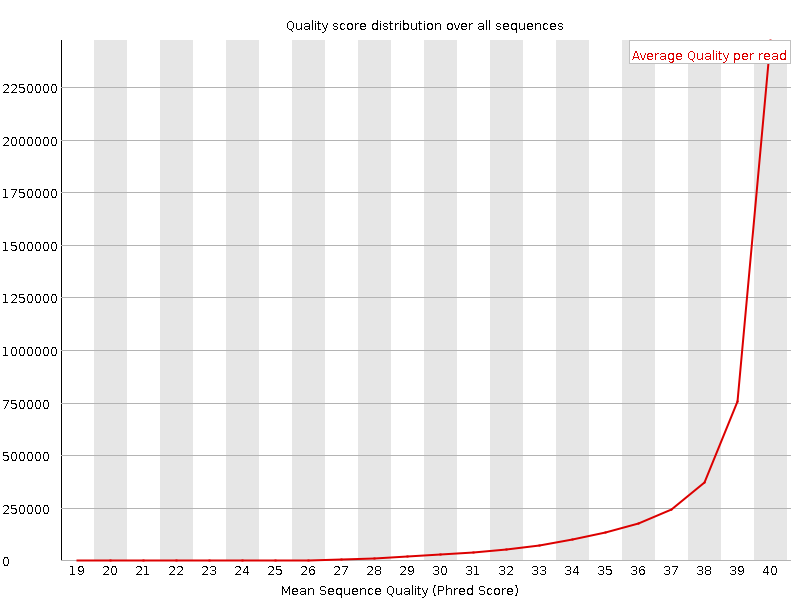 Quality score distribution over all sequences
Average Quality per read
2250000
2000000
1750000
1500000
1250000
1000000
750000
500000
250000
0
19 20 21 22 23 24 25 26 27 28 29 30 31 32 33 34 35 36 37 38 39 40
Mean Sequence Quality (Phred Score)